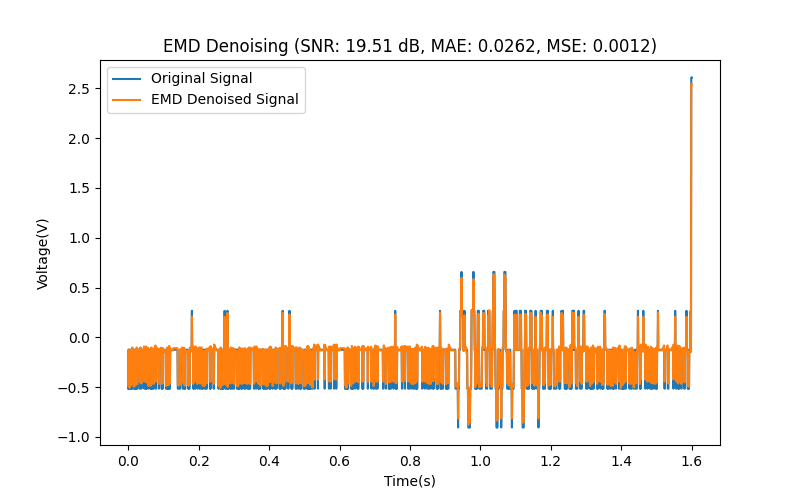 EMD Denoising (SNR: 19.51 dB, MAE: 0.0262, MSE: 0.0012)
Original Signal
EMD Denoised Signal
2.5
2.0
1.5
1.0
0.5
0.0
−0.5
−1.0
Voltage(V)
0.0 0.2 0.4 0.6 0.8 1.0 1.2 1.4 1.6
Time(s)